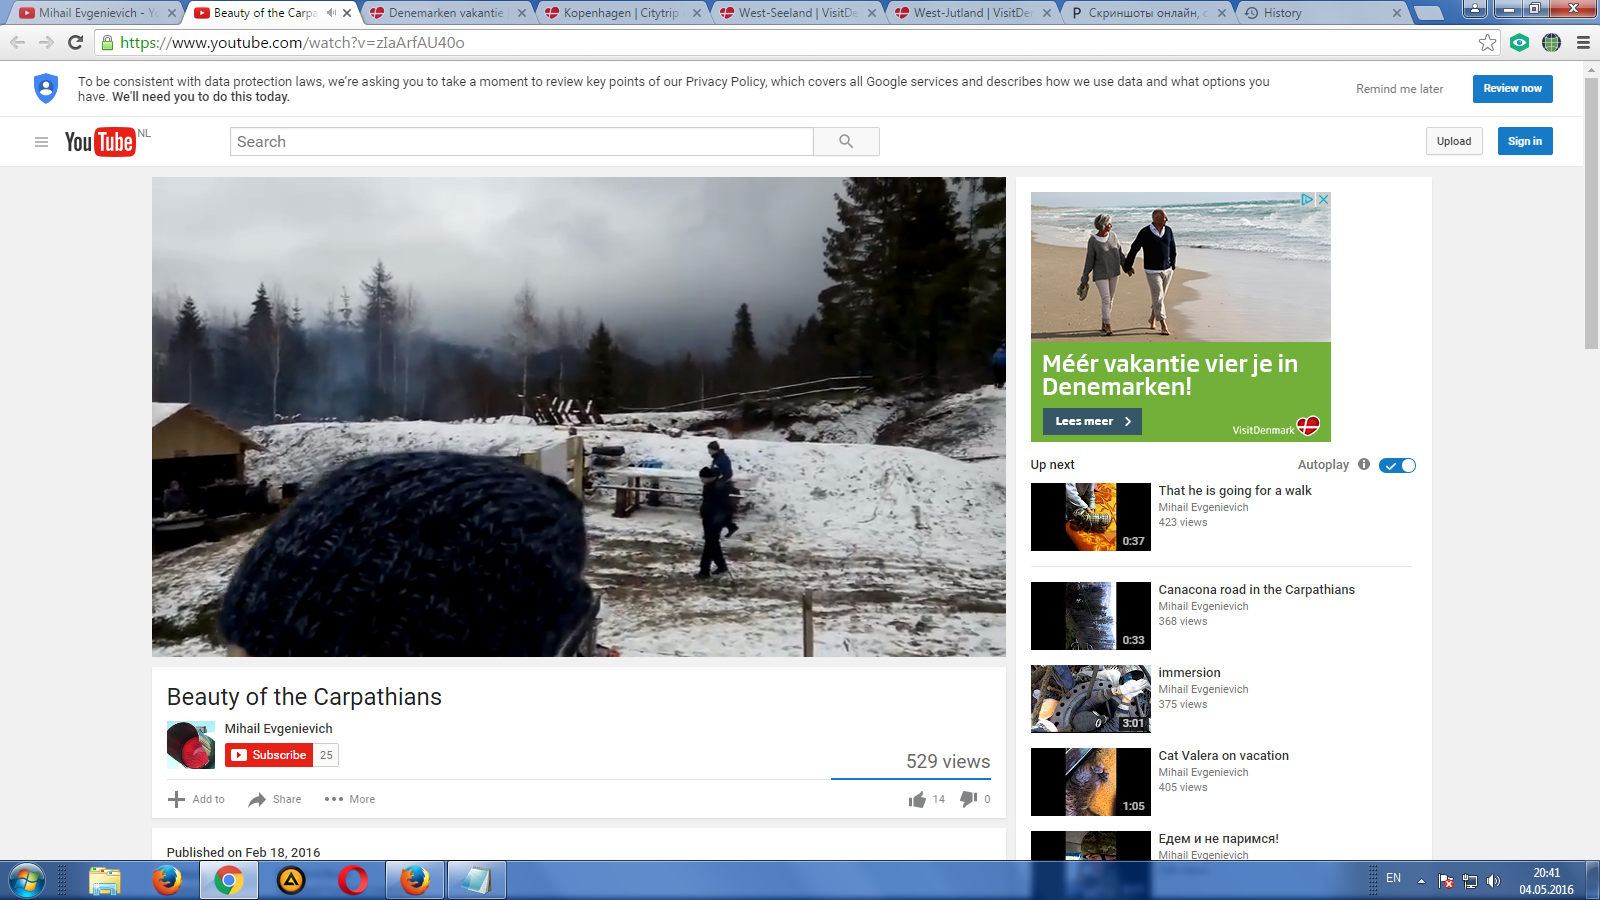 Mihail Evgenievich - Yo
Beauty of the Carpa
Denemarken vakantie
Kopenhagen | Citytrip
West-Seeland | VisitDe
West-Jutland | VisitDen
Скриншоты онлайн, с
History
https://www.youtube.com/watch?v=zIaArfAU40o
To be consistent with data protection laws, we're asking you to take a moment to review key points of our Privacy Policy, which covers all Google services and describes how we use data and what options you
have. We'll need you to do this today.
Remind me later
Review now
YouTube NL
Search
Upload
Sign in
Méér vakantie vier je in
Denemarken!
Lees meer
VisitDenmark
Beauty of the Carpathians
Mihail Evgenievich
Subscribe 25
529 views
Add to
Share
More
14
0
Published on Feb 18, 2016
Up next
Autoplay
That he is going for a walk
Mihail Evgenievich
423 views
0:37
Canacona road in the Carpathians
Mihail Evgenievich
368 views
0:33
immersion
Mihail Evgenievich
375 views
3:01
Cat Valera on vacation
Mihail Evgenievich
405 views
1:05
Едем и не паримся!
Mihail Evgenievich
EN
20:41
04.05.2016